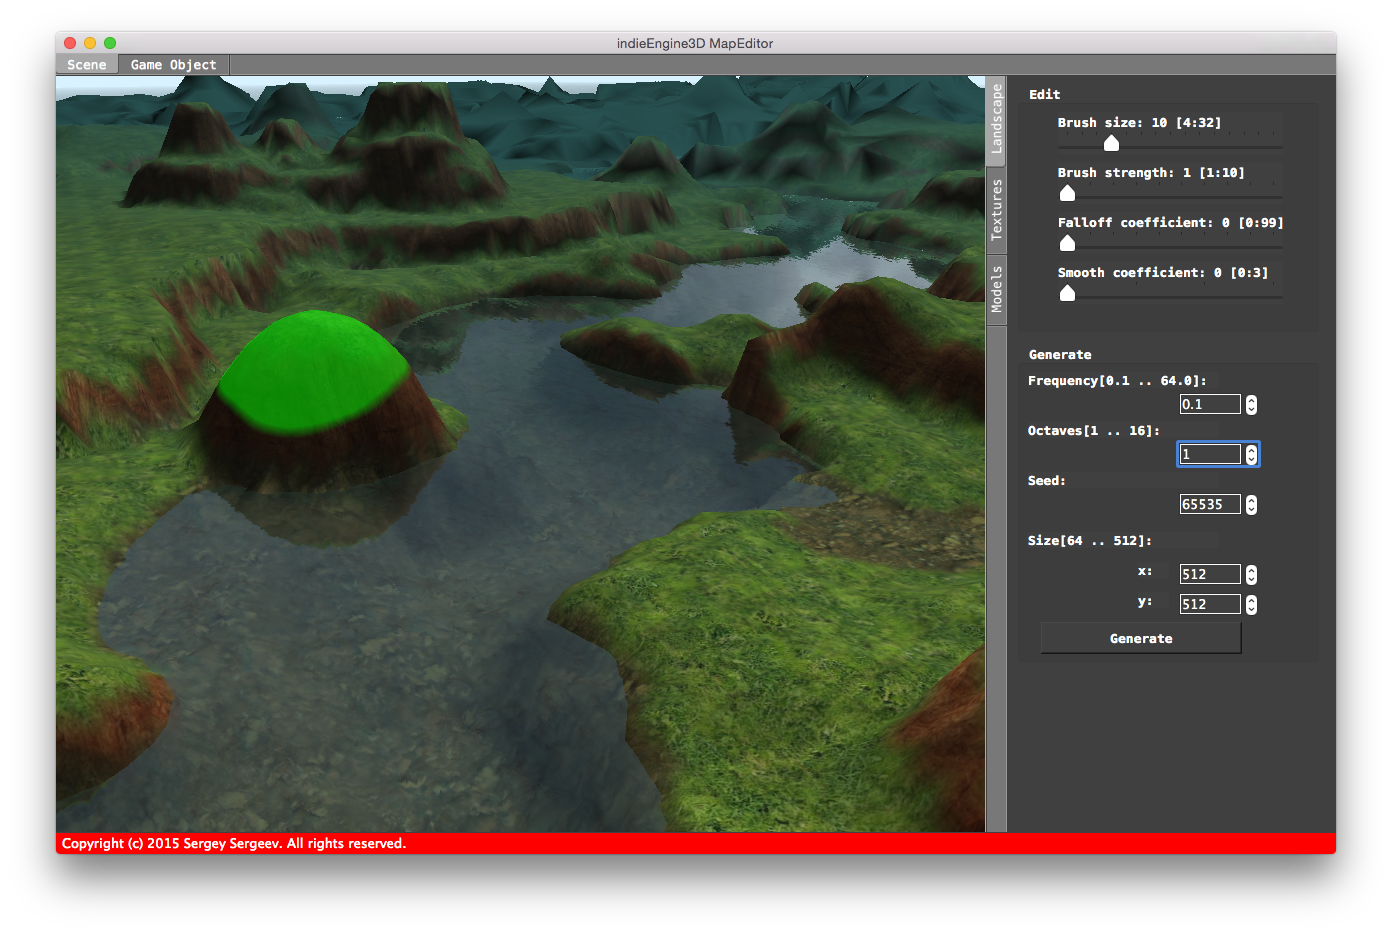 indieEngine3D MapEditor
Scene
Game Object
Landscape
Textures
Models
Edit
Brush size: 10 [4:32]
Brush strength: 1 [1:10]
Falloff coefficient: 0 [0:99]
Smooth coefficient: 0 [0:3]
Generate
Frequency[0.1 .. 64.0]:
0.1
Octaves[1 .. 16]:
1
Seed:
65535
Size[64 .. 512]:
x: 512
y: 512
Generate
Copyright (c) 2015 Sergey Sergeev. All rights reserved.